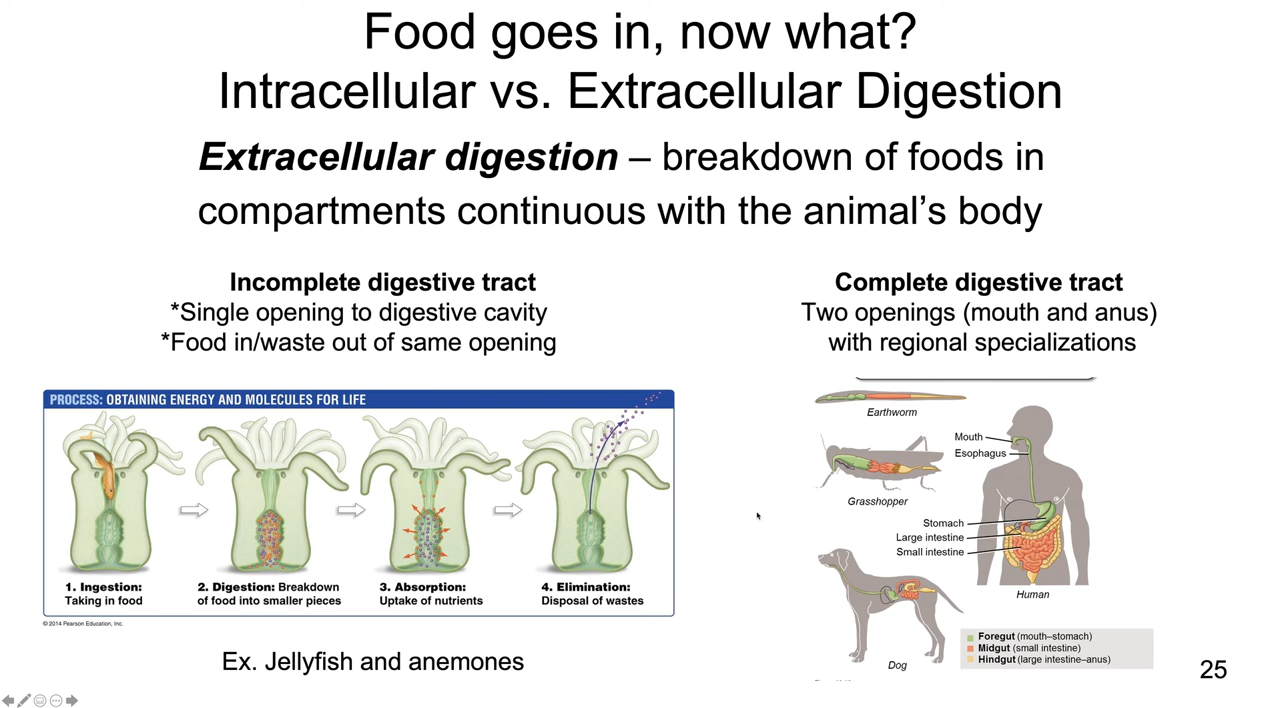 Food goes in, now what?
Intracellular vs. Extracellular Digestion
Extracellular digestion – breakdown of foods in
compartments continuous with the animal's body
Incomplete digestive tract
*Single opening to digestive cavity
*Food in/waste out of same opening
PROCESS: OBTAINING ENERGY AND MOLECULES FOR LIFE
1. Ingestion:
Taking in food
2. Digestion: Breakdown
of food into smaller pieces
3. Absorption:
Uptake of nutrients
4. Elimination:
Disposal of wastes
© 2014 Pearson Education, Inc.
Ex. Jellyfish and anemones
Complete digestive tract
Two openings (mouth and anus)
with regional specializations
Earthworm
Grasshopper
Dog
Mouth
Esophagus
Stomach
Large intestine
Small intestine
Human
Foregut (mouth–stomach)
Midgut (small intestine)
Hindgut (large intestine–anus)
25